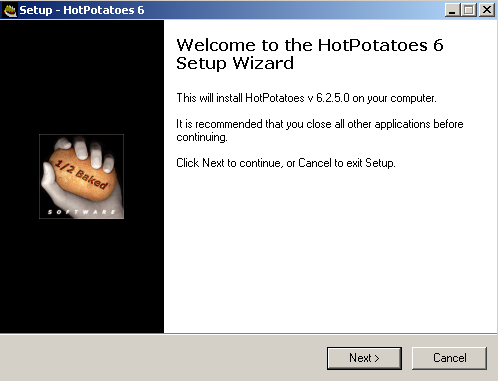 Setup - HotPotatoes 6
Welcome to the HotPotatoes 6
Setup Wizard
This will install HotPotatoes v 6.2.5.0 on your computer.
It is recommended that you close all other applications before
continuing.
Click Next to continue, or Cancel to exit Setup.
1/2 Baked
SOFTWARE
Next >
Cancel